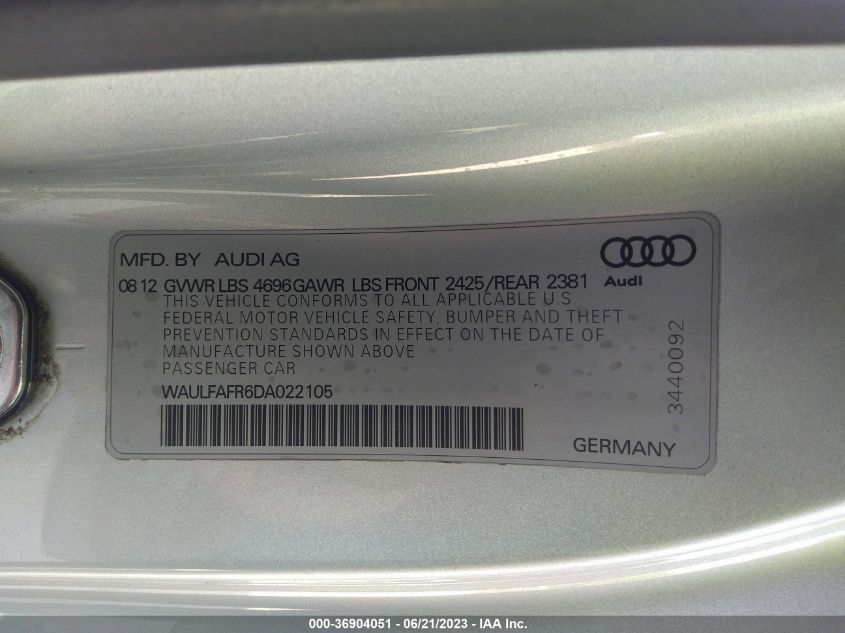 MFD. BY AUDI AG
08 12 GVWR LBS 4696 GAWR LBS FRONT 2425/REAR 2381
Audi
THIS VEHICLE CONFORMS TO ALL APPLICABLE U.S.
FEDERAL MOTOR VEHICLE SAFETY, BUMPER AND THEFT
PREVENTION STANDARDS IN EFFECT ON THE DATE OF
MANUFACTURE SHOWN ABOVE
PASSENGER CAR
WAULFAFR6DA022105
3440092
GERMANY
000-36904051 - 06/21/2023 - IAA Inc.